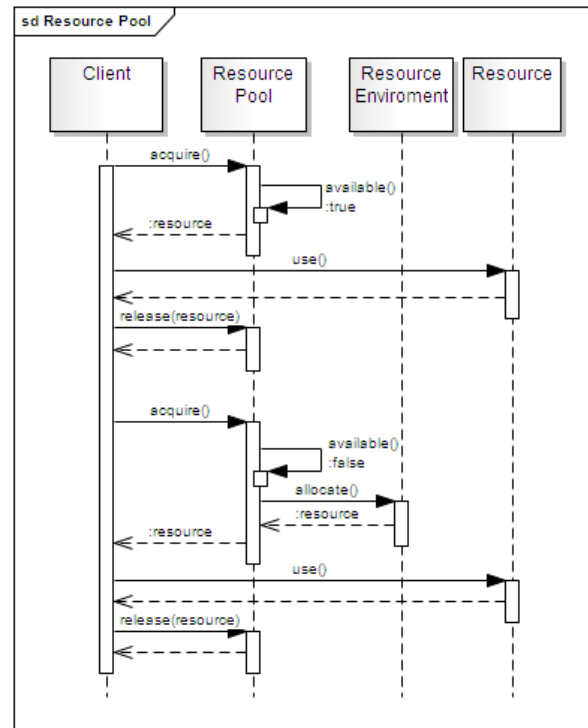 sd Resource Pool
Client
Resource
Pool
Resource
Enviroment
Resource
acquire()
available()
:true
:resource
use()
release(resource)
acquire()
available()
:false
allocate()
:resource
:resource
use()
release(resource)